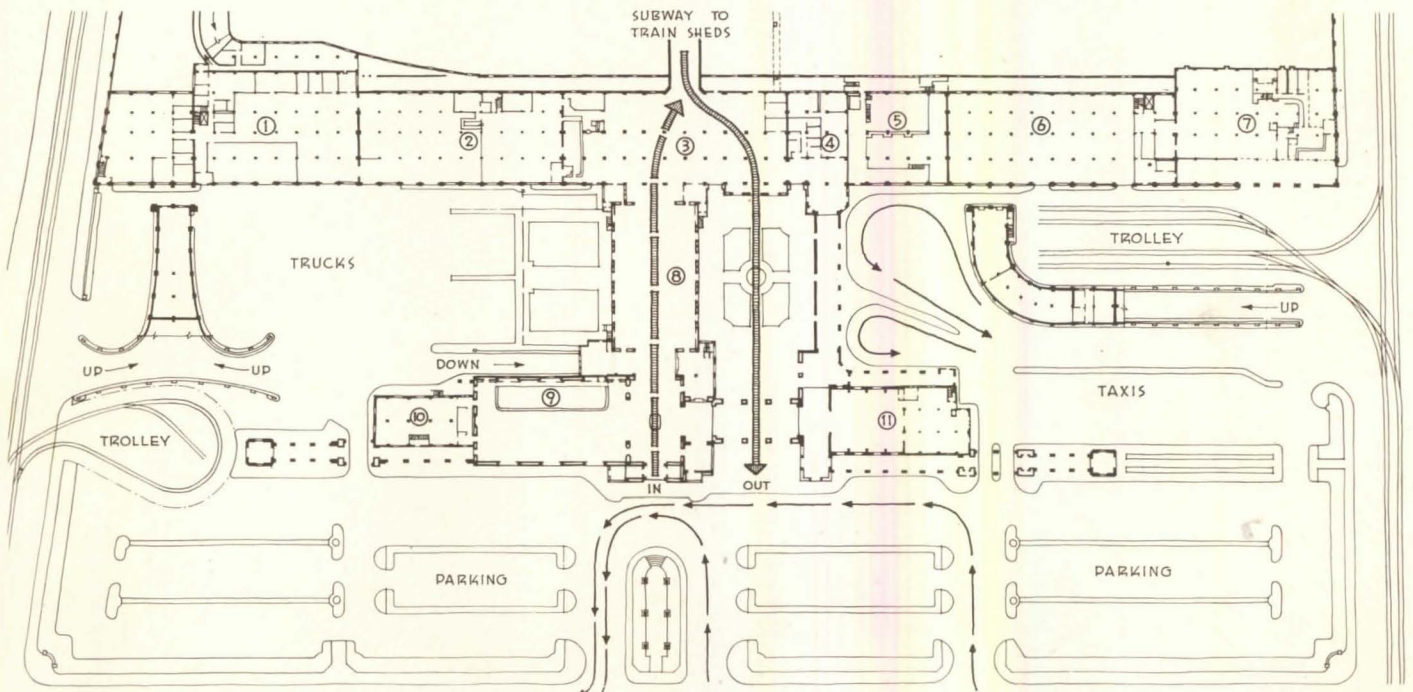 SUBWAY TO
TRAIN SHEDS
1
2
3
4
5
6
7
TRUCKS
8
TROLLEY
UP
UP
UP
DOWN
9
10
TROLLEY
TAXIS
11
IN
OUT
PARKING
PARKING